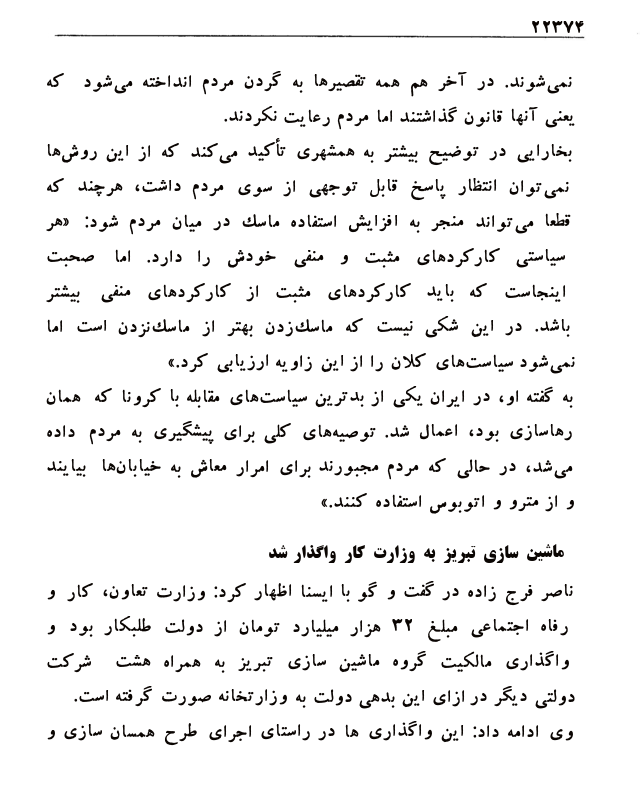 ۲۲۳۷۴
نمی‌شوند. در آخر هم همه تقصیرها به گردن مردم انداخته می‌شود که
یعنی آنها قانون گذاشتند اما مردم رعایت نکردند.
بخارایی در توضیح بیشتر به همشهری تأکید می‌کند که از این روش‌ها
نمی‌توان انتظار پاسخ قابل توجهی از سوی مردم داشت، هرچند که
قطعا می‌تواند منجر به افزایش استفاده ماسك در میان مردم شود: «هر
سیاستی کارکردهای مثبت و منفی خودش را دارد. اما صحبت
اینجاست که باید کارکردهای مثبت از کارکردهای منفی بیشتر
باشد. در این شکی نیست که ماسك‌زدن بهتر از ماسك‌نزدن است اما
نمی‌شود سیاست‌های کلان را از این زاویه ارزیابی کرد.»
به گفته او، در ایران یکی از بدترین سیاست‌های مقابله با کرونا که همان
رهاسازی بود، اعمال شد. توصیه‌های کلی برای پیشگیری به مردم داده
می‌شد، در حالی که مردم مجبورند برای امرار معاش به خیابان‌ها بیایند
و از مترو و اتوبوس استفاده کنند.»
ماشین سازی تبریز به وزارت کار واگذار شد
ناصر فرج زاده در گفت و گو با ایسنا اظهار کرد: وزارت تعاون، کار و
رفاه اجتماعی مبلغ ۳۲ هزار میلیارد تومان از دولت طلبکار بود و
واگذاری مالکیت گروه ماشین سازی تبریز به همراه هشت شرکت
دولتی دیگر در ازای این بدهی دولت به وزارتخانه صورت گرفته است.
وی ادامه داد: این واگذاری ها در راستای اجرای طرح همسان سازی و